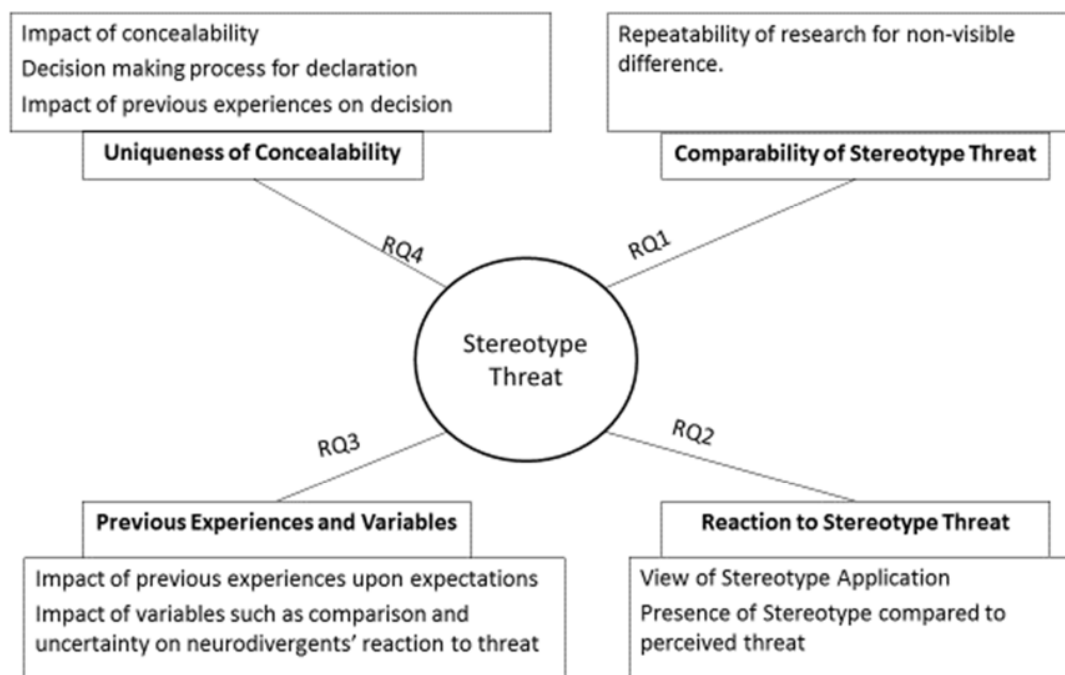 Impact of concealability
Decision making process for declaration
Impact of previous experiences on decision
Uniqueness of Concealability
Repeatability of research for non-visible
difference.
Comparability of Stereotype Threat
RQ4
RQ1
Stereotype
Threat
RQ3
RQ2
Previous Experiences and Variables
Impact of previous experiences upon expectations
Impact of variables such as comparison and
uncertainty on neurodivergents’ reaction to threat
Reaction to Stereotype Threat
View of Stereotype Application
Presence of Stereotype compared to
perceived threat